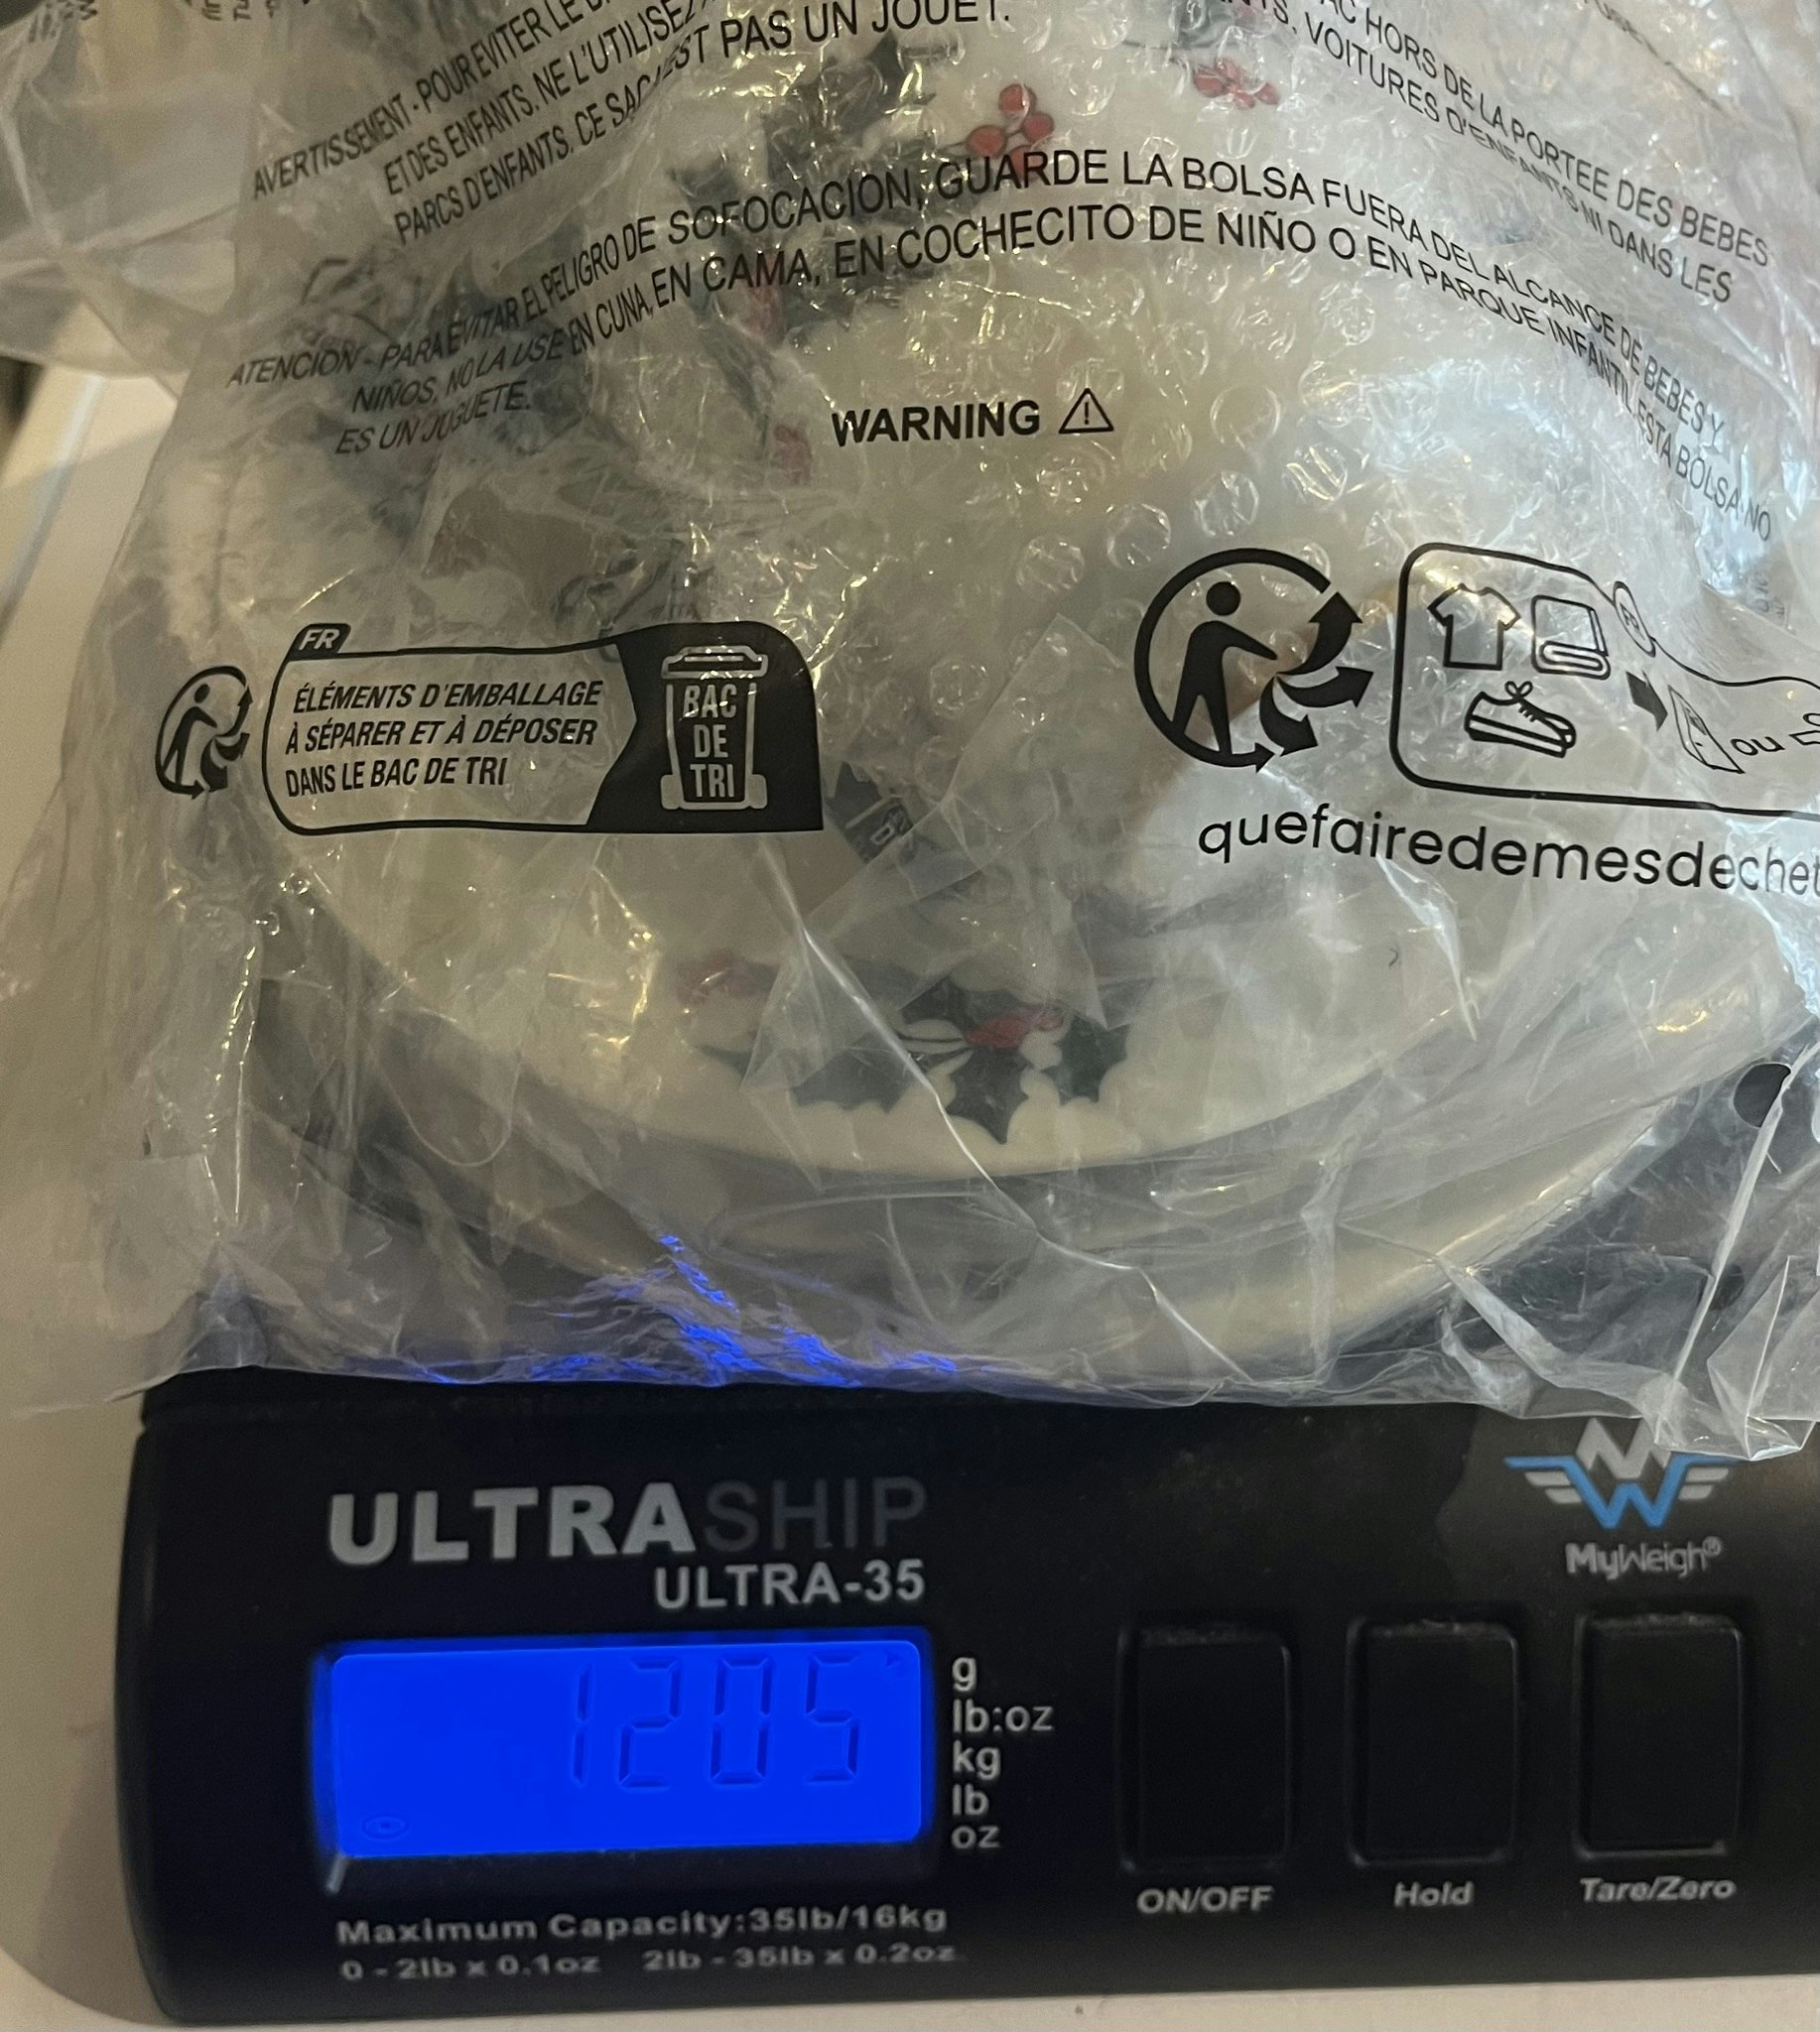 AVERTISSEMENT - POUR EVITER LE
ET DES ENFANTS. NE L'UTILISEZ
PARCS D'ENFANTS. CE SAC PAS UN JOUET.
HORS DE LA PORTEE DES BEBES
VOITURES D'ENFANTS NI DANS LES
ATENCION - PARA EVITAR EL PELIGRO DE SOFOCACION, GUARDE LA BOLSA FUERA DEL ALCANCE DE BEBES Y
NIÑOS, NO LA USE EN CUNA, EN CAMA, EN COCHECITO DE NIÑO O EN PARQUE INFANTIL. ESTA BOLSA NO
ES UN JUGUETE.
WARNING
FR
ÉLÉMENTS D'EMBALLAGE
À SÉPARER ET À DÉPOSER
DANS LE BAC DE TRI
BAC
DE
TRI
FR
ou
quefairedemesdechet
ULTRASHIP
ULTRA-35
MyWeigh®
1205
g
lb:oz
kg
lb
oz
ON/OFF
Hold
Tare/Zero
Maximum Capacity:35lb/16kg
0 - 2lb x 0.1oz 2lb - 35lb x 0.2oz